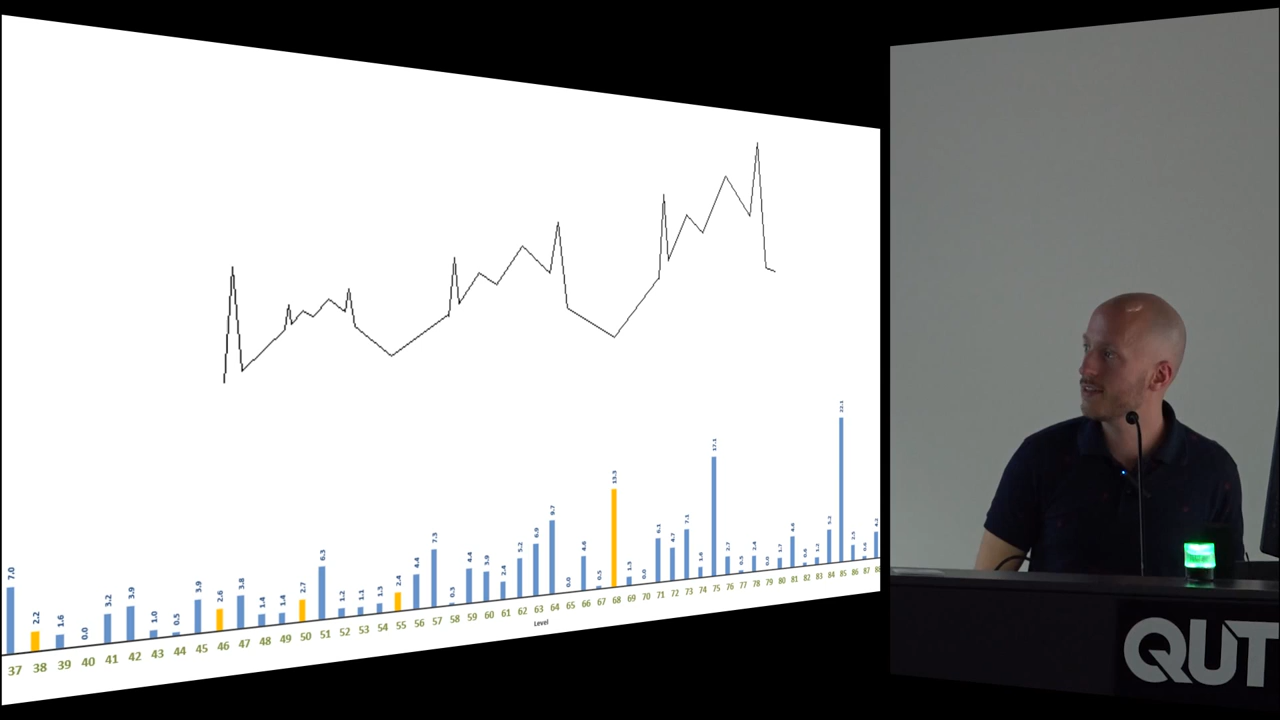 7.0 2.2 1.6 0.0 3.2 3.9 1.0 0.5 3.9 2.6 3.8 1.4 1.4 2.7 6.3 1.2 1.1 1.3 2.4 4.4 7.3 0.3 4.4 3.9 2.4 5.2 6.9 9.7 0.0 4.6 0.5 13.3 1.3 0.0 6.1 4.7 7.1 17.1 2.7 0.5 2.4 0.0 1.7 1.2 5.2 22.1 2.5 4.2
37 38 39 40 41 42 43 44 45 46 47 48 49 50 51 52 53 54 55 56 57 58 59 60 61 62 63 64 65 66 67 68 69 70 71 72 73 74 75 76 77 78 79 80 81 82 83 84 85 86 87
Level
QUT